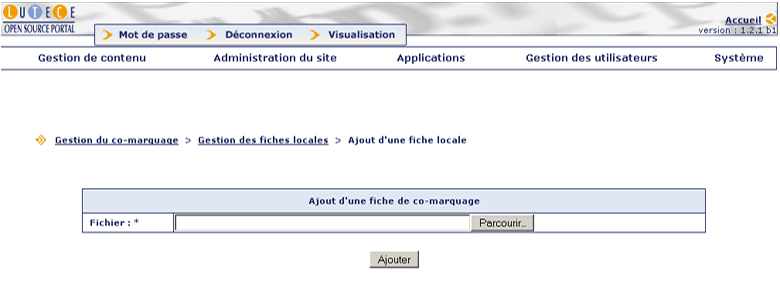 LUTECE
OPEN SOURCE PORTAL
Accueil
version : 1.2.1 b1
Mot de passe Déconnexion Visualisation
Gestion de contenu Administration du site Applications Gestion des utilisateurs Système
Gestion du co-marquage > Gestion des fiches locales > Ajout d'une fiche locale
Ajout d'une fiche de co-marquage
Fichier : * Parcourir...
Ajouter